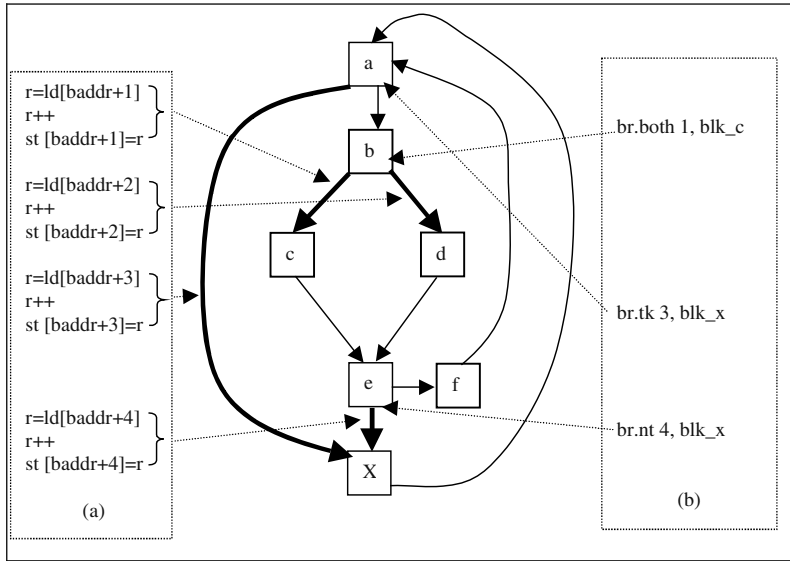 r=ld[baddr+1]
r++
st [baddr+1]=r
r=ld[baddr+2]
r++
st [baddr+2]=r
r=ld[baddr+3]
r++
st [baddr+3]=r
r=ld[baddr+4]
r++
st [baddr+4]=r
(a)
a
b
c
d
e
f
X
br.both 1, blk_c
br.tk 3, blk_x
br.nt 4, blk_x
(b)